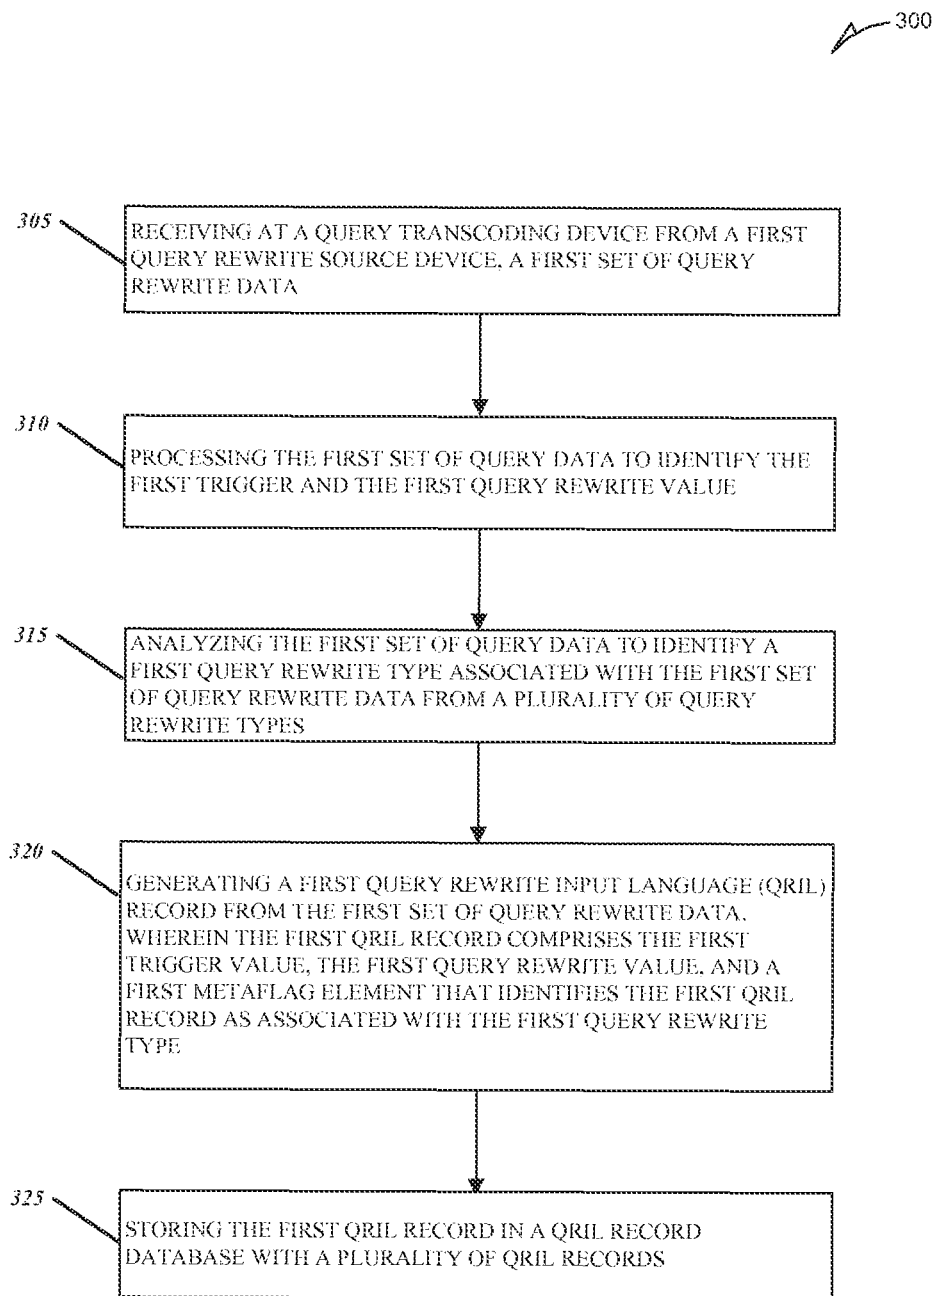 300
305
RECEIVING AT A QUERY TRANSCODING DEVICE FROM A FIRST
QUERY REWRITE SOURCE DEVICE, A FIRST SET OF QUERY
REWRITE DATA
310
PROCESSING THE FIRST SET OF QUERY DATA TO IDENTIFY THE
FIRST TRIGGER AND THE FIRST QUERY REWRITE VALUE
315
ANALYZING THE FIRST SET OF QUERY DATA TO IDENTIFY A
FIRST QUERY REWRITE TYPE ASSOCIATED WITH THE FIRST SET
OF QUERY REWRITE DATA FROM A PLURALITY OF QUERY
REWRITE TYPES
320
GENERATING A FIRST QUERY REWRITE INPUT LANGUAGE (QRIL)
RECORD FROM THE FIRST SET OF QUERY REWRITE DATA,
WHEREIN THE FIRST QRIL RECORD COMPRISES THE FIRST
TRIGGER VALUE, THE FIRST QUERY REWRITE VALUE, AND A
FIRST METAFLAG ELEMENT THAT IDENTIFIES THE FIRST QRIL
RECORD AS ASSOCIATED WITH THE FIRST QUERY REWRITE
TYPE
325
STORING THE FIRST QRIL RECORD IN A QRIL RECORD
DATABASE WITH A PLURALITY OF QRIL RECORDS